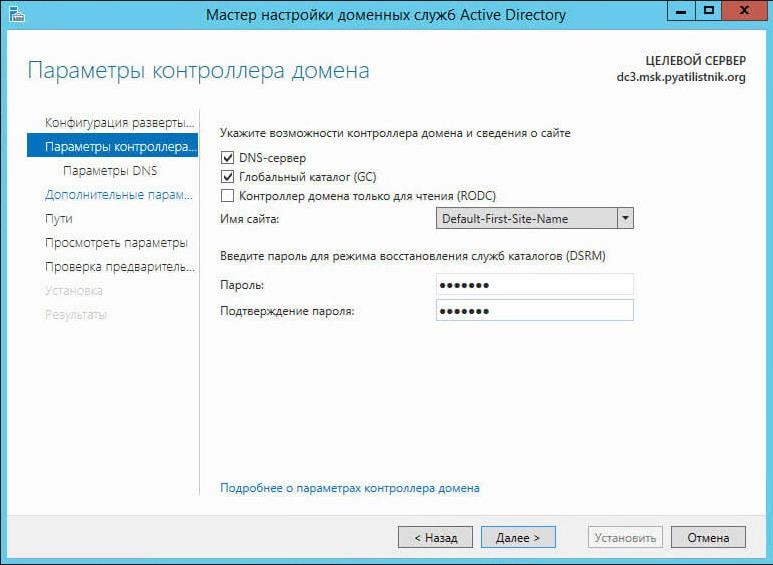 Мастер настройки доменных служб Active Directory
Параметры контроллера домена
ЦЕЛЕВОЙ СЕРВЕР
dc3.msk.pyatilistnik.org
Конфигурация разверты...
Параметры контроллера...
Параметры DNS
Дополнительные парам...
Пути
Просмотреть параметры
Проверка предваритель...
Установка
Результаты
Укажите возможности контроллера домена и сведения о сайте
DNS-сервер
Глобальный каталог (GC)
Контроллер домена только для чтения (RODC)
Имя сайта: Default-First-Site-Name
Введите пароль для режима восстановления служб каталогов (DSRM)
Пароль: •••••••
Подтверждение пароля: •••••••
Подробнее о параметрах контроллера домена
< Назад Далее > Установить Отмена